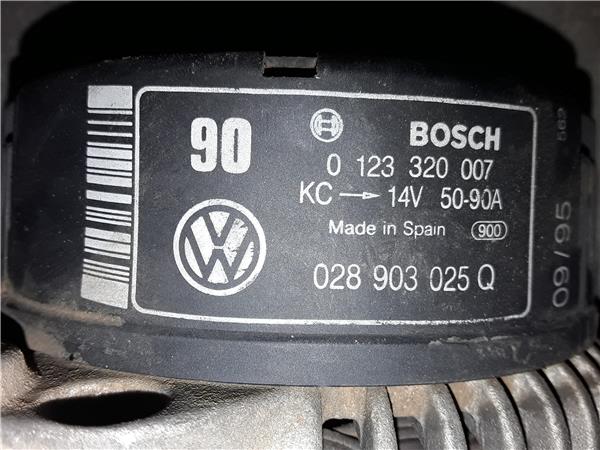 90
BOSCH
0 123 320 007
KC → 14V 50-90A
Made in Spain 900
028 903 025 Q
09/95 562